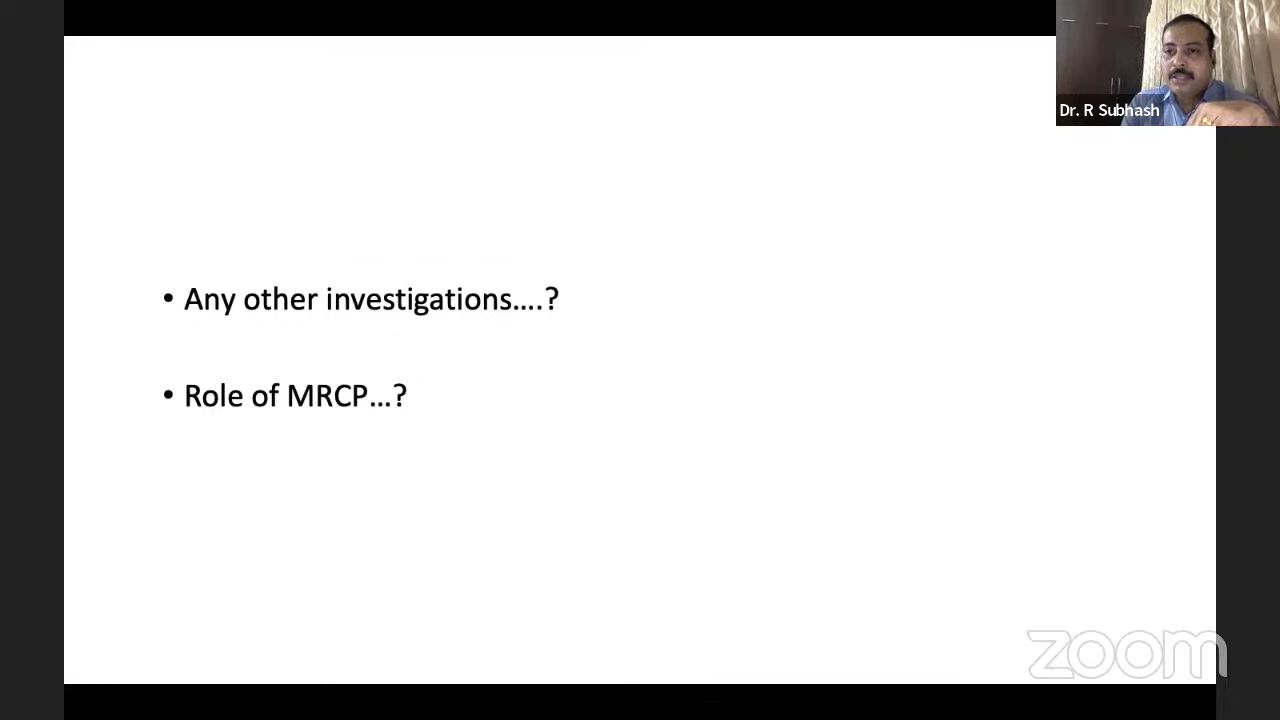 Dr. R Subhash
• Any other investigations....?
• Role of MRCP...?
zoom